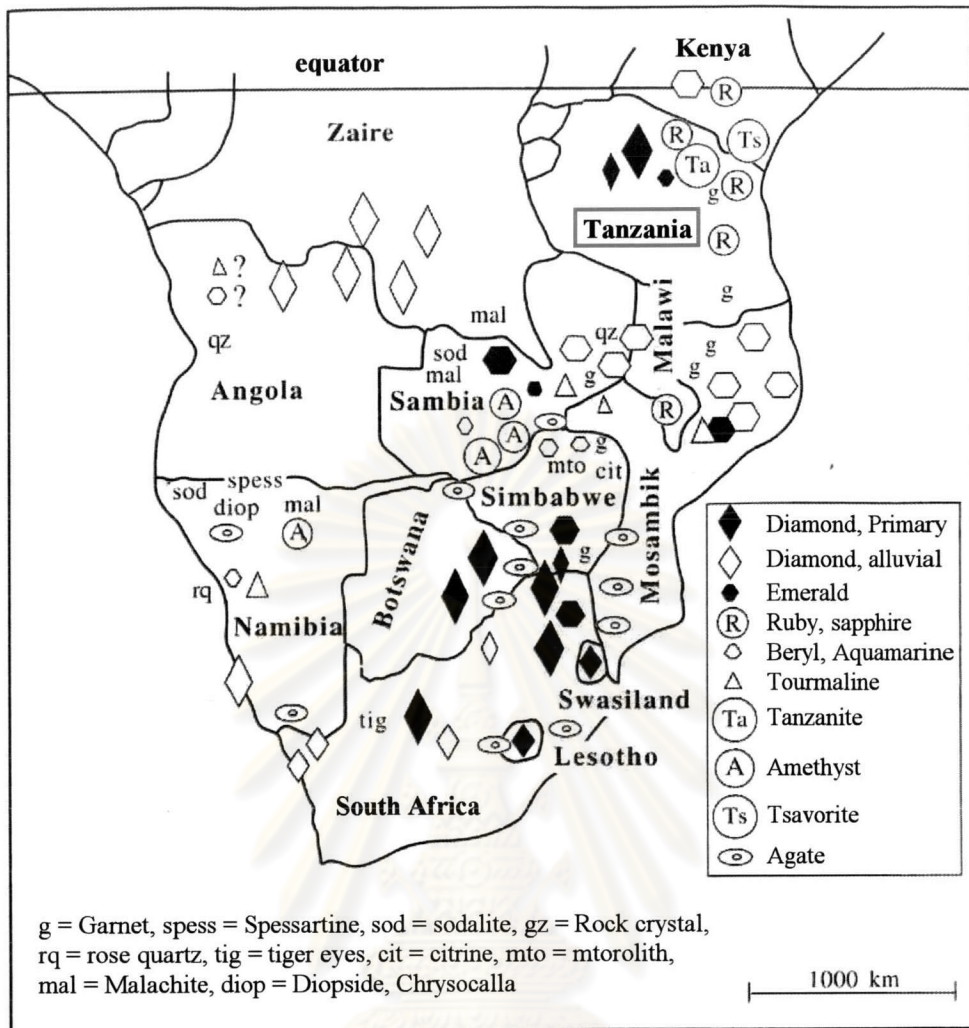 Kenya
equator
R
Zaire
R
Ts
Ta
R
g
Tanzania
R
g
?
?
mal
Malawi
qz
g
qz
sod
g
mal
Angola
g
Sambia
A
R
A
g
A
mto
cit
spess
sod
Simbabwe
diop
mal
A
Botswana
g
Mosambik
rq
Namibia
Swasiland
tig
Lesotho
South Africa
Diamond, Primary
Diamond, alluvial
Emerald
R Ruby, sapphire
Beryl, Aquamarine
Tourmaline
Ta Tanzanite
A Amethyst
Ts Tsavorite
Agate
g = Garnet, spess = Spessartine, sod = sodalite, gz = Rock crystal,
rq = rose quartz, tig = tiger eyes, cit = citrine, mto = mtorolith,
mal = Malachite, diop = Diopside, Chrysocalla
1000 km